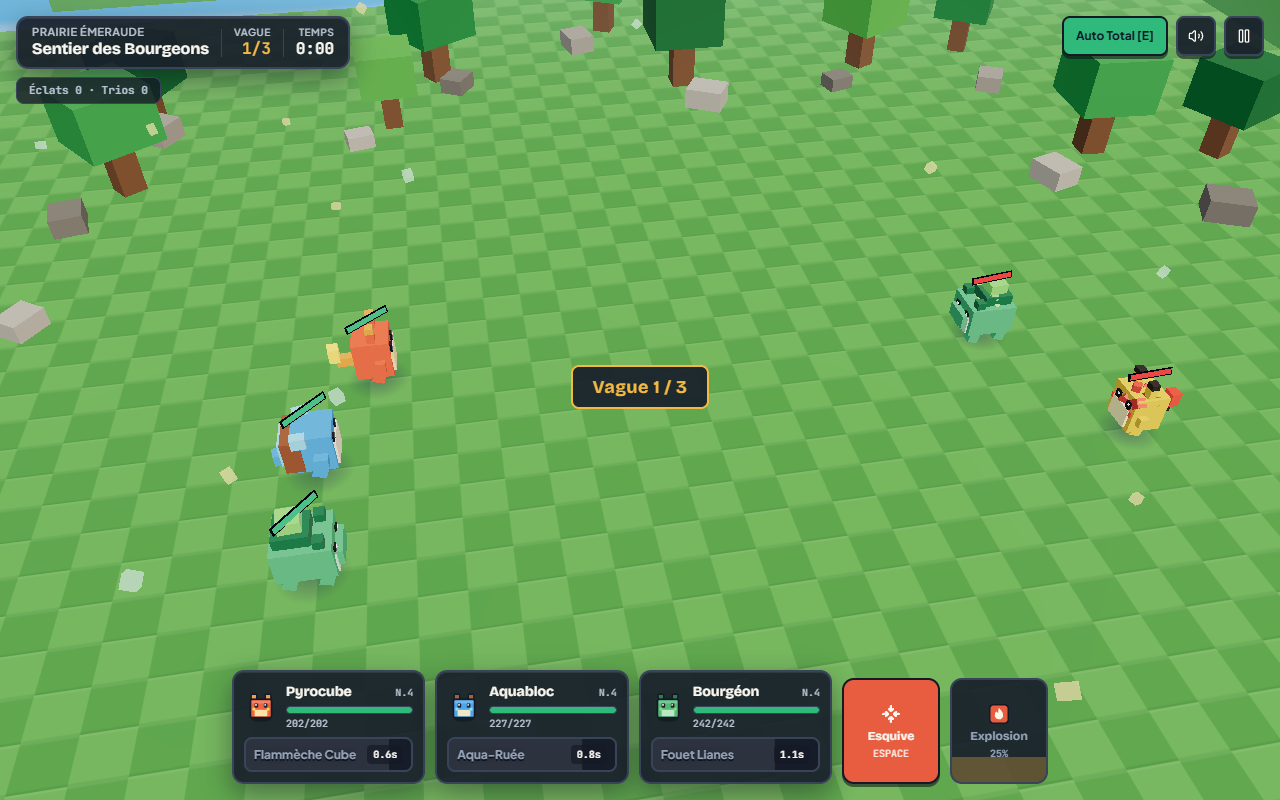 PRAIRIE ÉMERAUDE
Sentier des Bourgeons
VAGUE
1/3
TEMPS
0:00
Auto Total [E]
Éclats 0 · Trios 0
Vague 1 / 3
Pyrocube
N.4
202/202
Flammèche Cube
0.6s
Aquabloc
N.4
227/227
Aqua-Ruée
0.8s
Bourgéon
N.4
242/242
Fouet Lianes
1.1s
Esquive
ESPACE
Explosion
25%